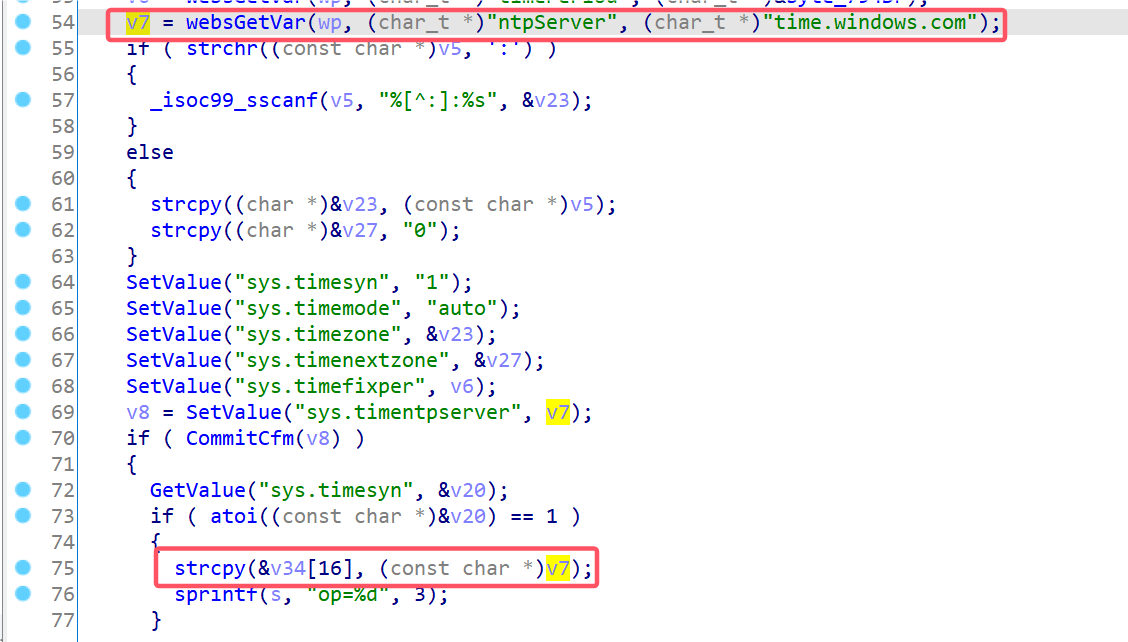 54 v7 = websGetVar(wp, (char_t *)"ntpServer", (char_t *)"time.windows.com");
55 if ( strchr((const char *)v5, ':') )
56 {
57 _isoc99_sscanf(v5, "%[^:]:%s", &v23);
58 }
59 else
60 {
61 strcpy((char *)&v23, (const char *)v5);
62 strcpy((char *)&v27, "0");
63 }
64 SetValue("sys.timesyn", "1");
65 SetValue("sys.timemode", "auto");
66 SetValue("sys.timezone", &v23);
67 SetValue("sys.timenextzone", &v27);
68 SetValue("sys.timefixper", v6);
69 v8 = SetValue("sys.timentpserver", v7);
70 if ( CommitCfm(v8) )
71 {
72 GetValue("sys.timesyn", &v20);
73 if ( atoi((const char *)&v20) == 1 )
74 {
75 strcpy(&v34[16], (const char *)v7);
76 sprintf(s, "op=%d", 3);
77 }